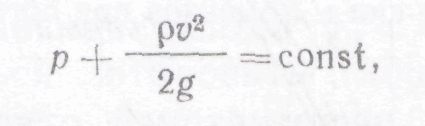 p + ρv²/2g = const,